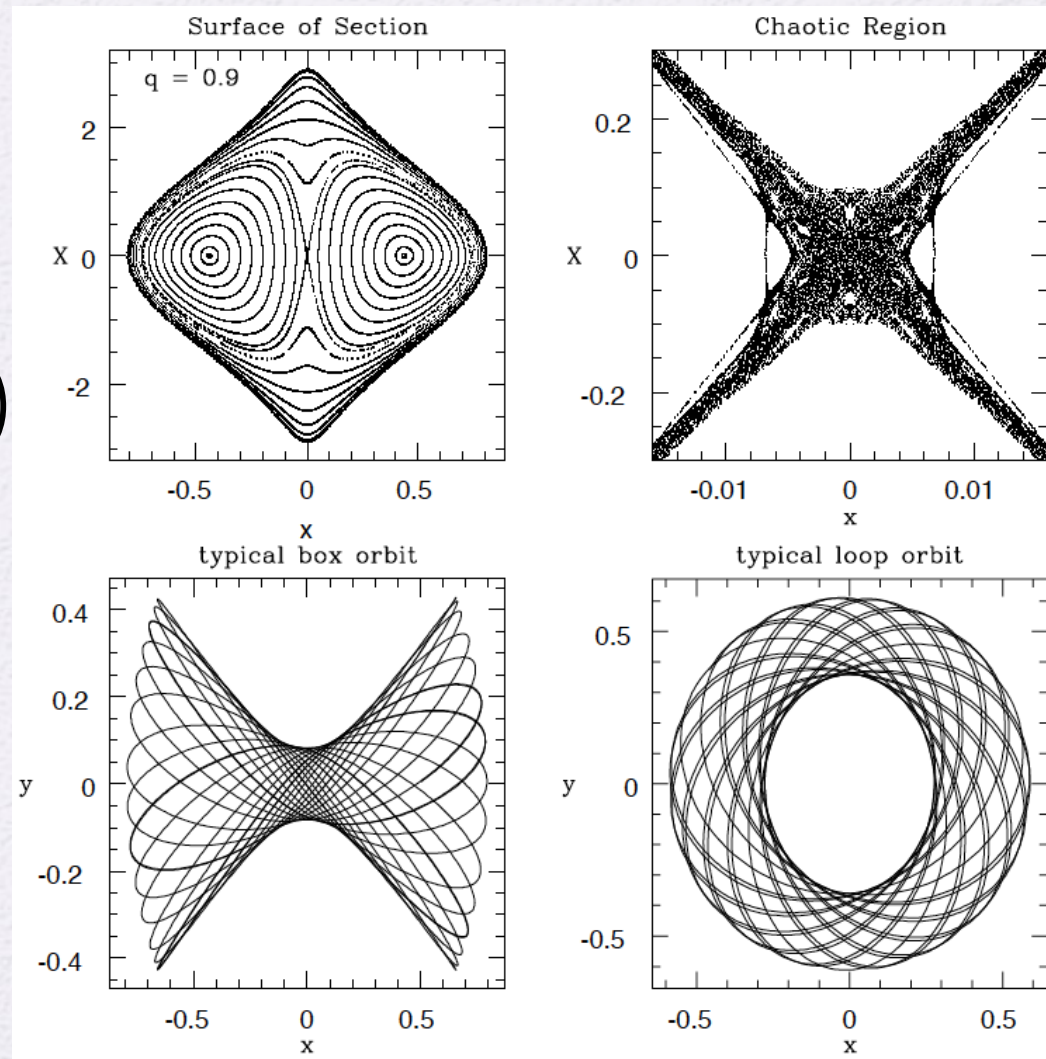 )
Surface of Section
q = 0.9
X
2
0
-2
-0.5 0 0.5
x
Chaotic Region
X
0.2
0
-0.2
-0.01 0 0.01
x
typical box orbit
y
0.4
0.2
0
-0.2
-0.4
-0.5 0 0.5
x
typical loop orbit
y
0.5
0
-0.5
-0.5 0 0.5
x